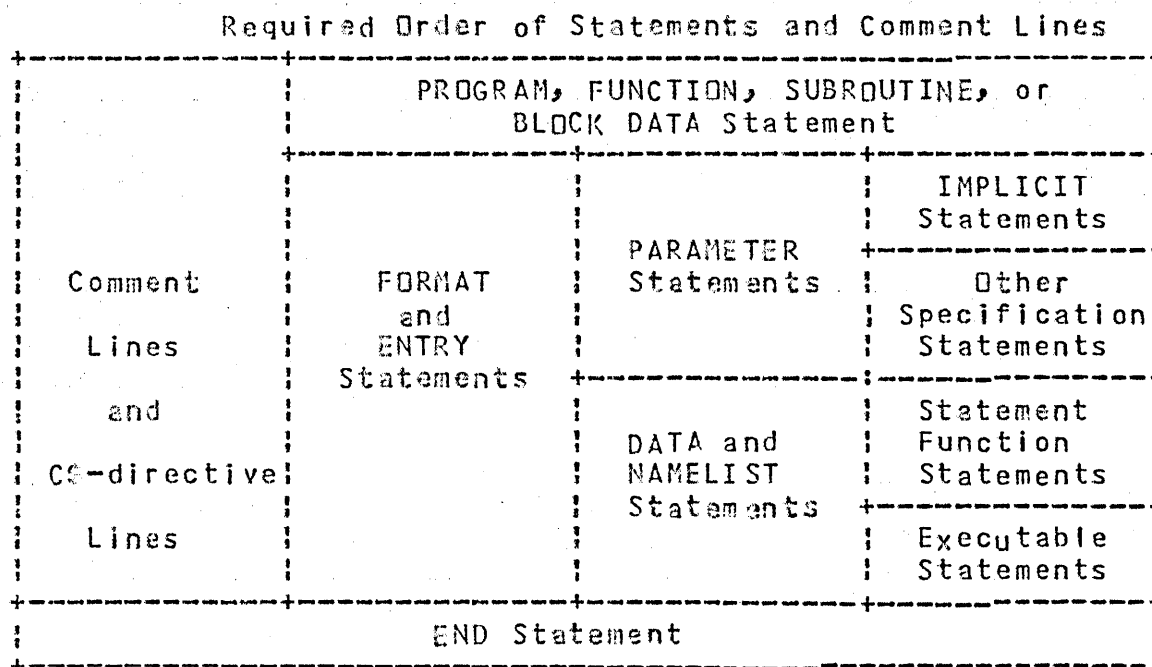 Required Order of Statements and Comment Lines
PROGRAM, FUNCTION, SUBROUTINE, or
BLOCK DATA Statement
Comment
Lines
and
C$-directive
Lines
FORMAT
and
ENTRY
Statements
PARAMETER
Statements
DATA and
NAMELIST
Statements
IMPLICIT
Statements
Other
Specification
Statements
Statement
Function
Statements
Executable
Statements
END Statement